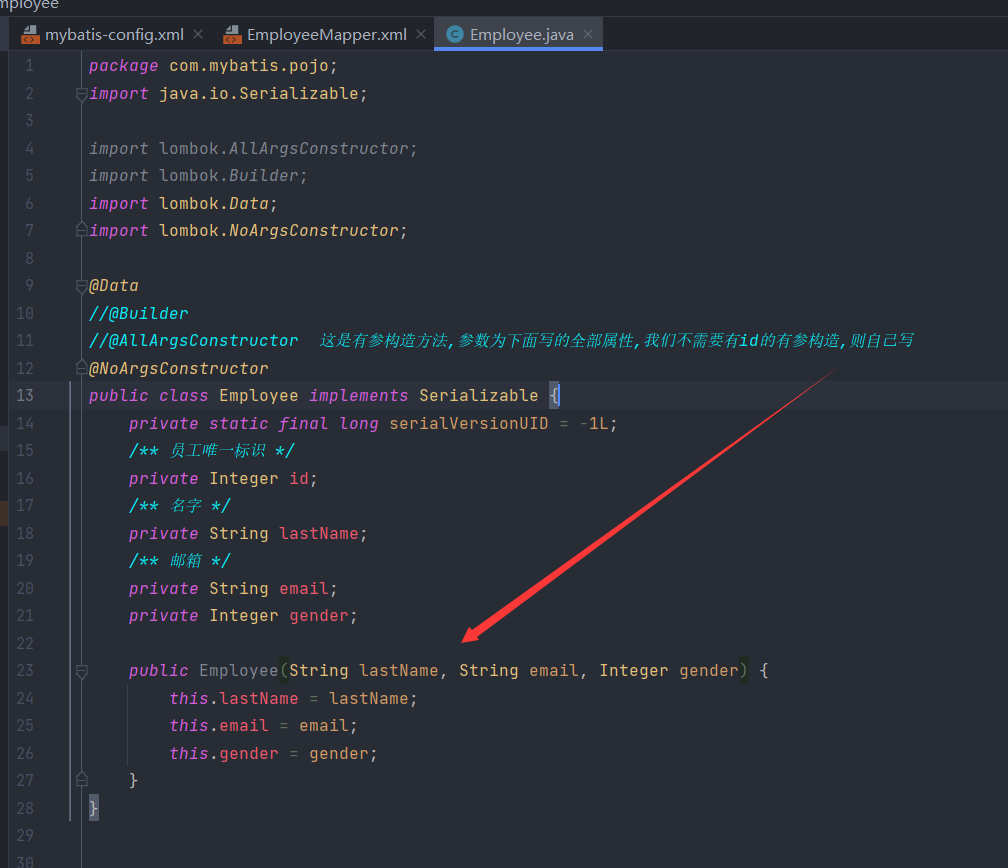 mployee
mybatis-config.xml × EmployeeMapper.xml × Employee.java ×
1 package com.mybatis.pojo;
2 import java.io.Serializable;
3
4 import lombok.AllArgsConstructor;
5 import lombok.Builder;
6 import lombok.Data;
7 import lombok.NoArgsConstructor;
8
9 @Data
10 //@Builder
11 //@AllArgsConstructor  这是有参构造方法,参数为下面写的全部属性,我们不需要有id的有参构造,则自己写
12 @NoArgsConstructor
13 public class Employee implements Serializable {
14 private static final long serialVersionUID = -1L;
15 /** 员工唯一标识 */
16 private Integer id;
17 /** 名字 */
18 private String lastName;
19 /** 邮箱 */
20 private String email;
21 private Integer gender;
22
23 public Employee(String lastName, String email, Integer gender) {
24 this.lastName = lastName;
25 this.email = email;
26 this.gender = gender;
27 }
28 }
29
30